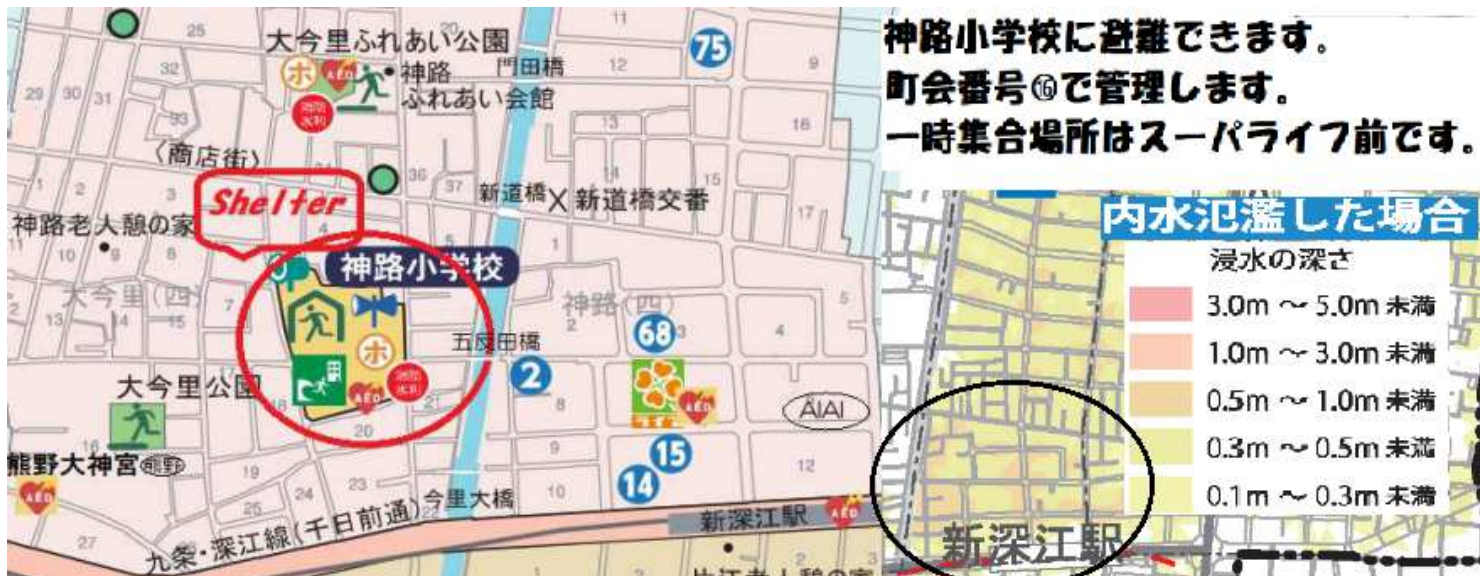 神路小学校に避難できます。
町会番号⑯で管理します。
一時集合場所はスーパライフ前です。
大今里ふれあい公園
神路
ふれあい会館
門田橋
75
〈商店街〉
Shelter
神路老人憩の家
新道橋
新道橋交番
神路小学校
大今里(四)
神路(四)
五反田橋
68
2
大今里公園
AIAI
熊野大神宮
熊野
15
14
今里大橋
九条・深江線(千日前通)
新深江駅
内水氾濫した場合
浸水の深さ
3.0m ～ 5.0m 未満
1.0m ～ 3.0m 未満
0.5m ～ 1.0m 未満
0.3m ～ 0.5m 未満
0.1m ～ 0.3m 未満
新深江駅